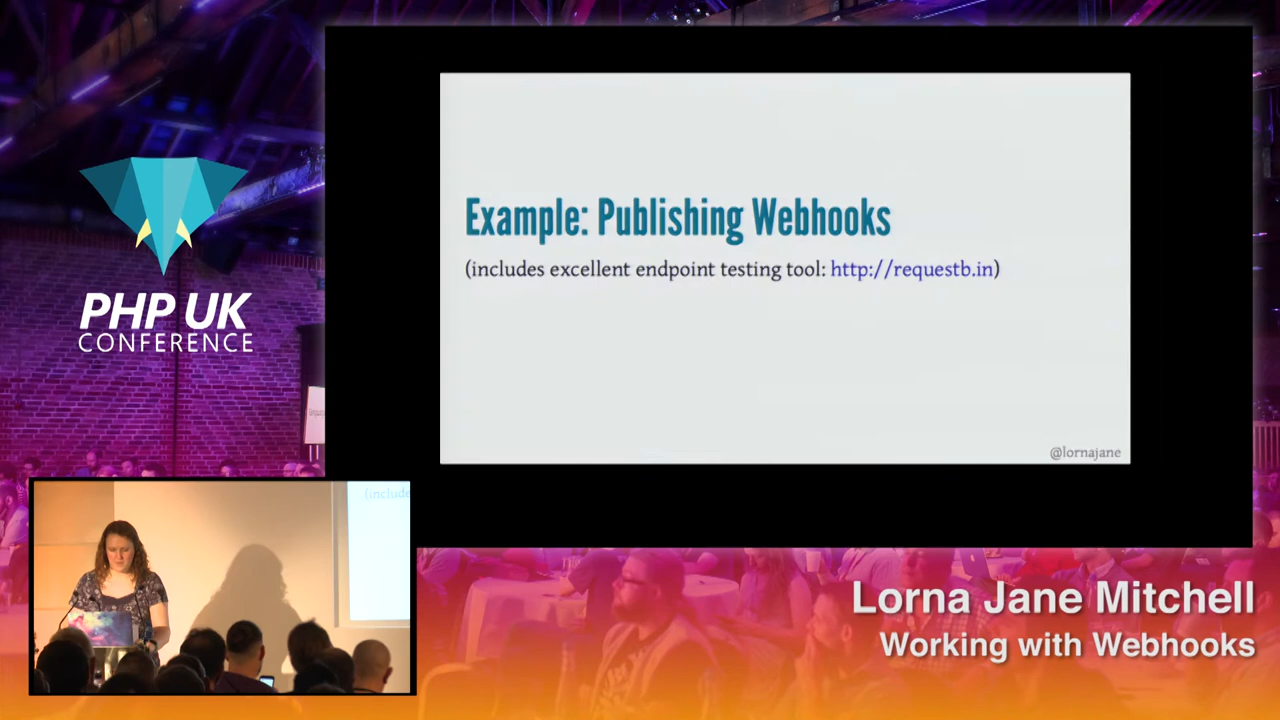 PHP UK
CONFERENCE
Example: Publishing Webhooks
(includes excellent endpoint testing tool: http://requestb.in)
@lornajane
(include
Lorna Jane Mitchell
Working with Webhooks